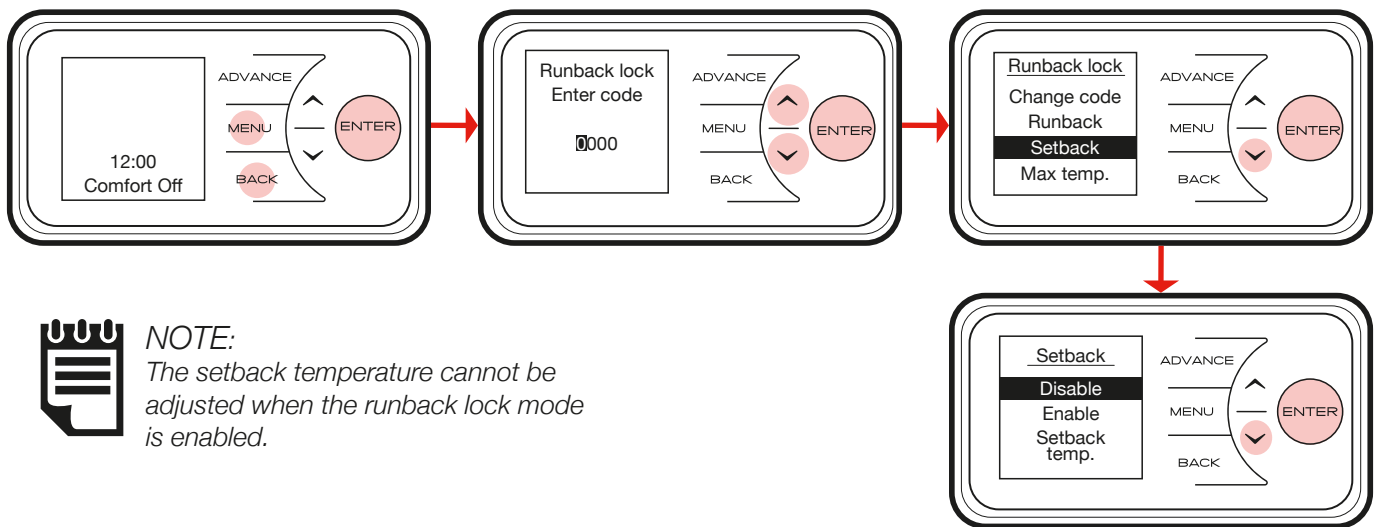 ADVANCE
MENU
BACK
ENTER
12:00
Comfort Off
Runback lock
Enter code
0000
ADVANCE
MENU
BACK
ENTER
Runback lock
Change code
Runback
Setback
Max temp.
ADVANCE
MENU
BACK
ENTER
NOTE:
The setback temperature cannot be
adjusted when the runback lock mode
is enabled.
Setback
Disable
Enable
Setback
temp.
ADVANCE
MENU
BACK
ENTER